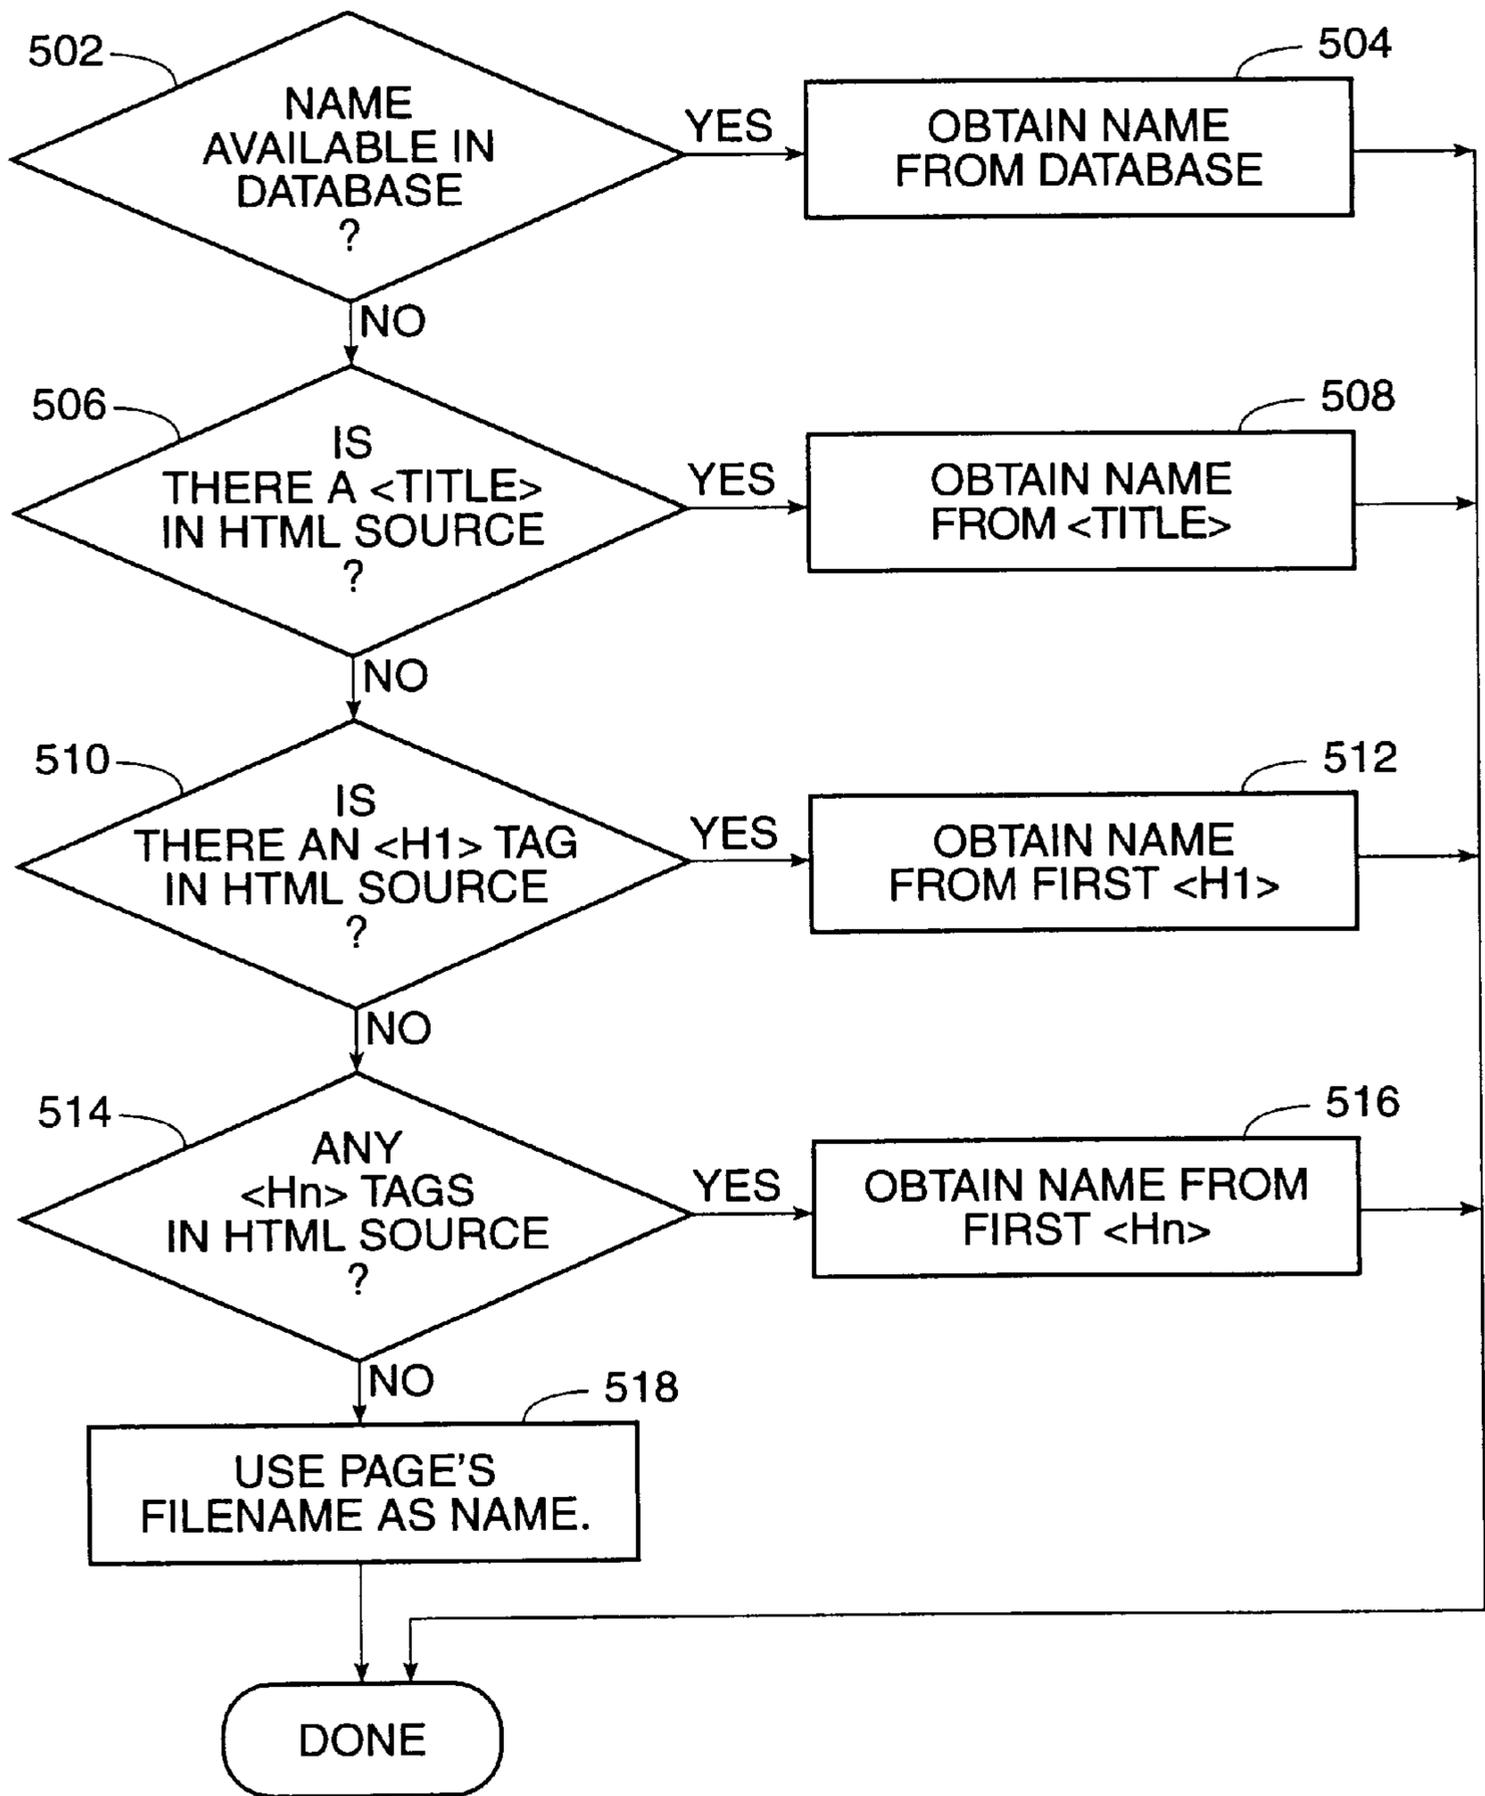 502
NAME
AVAILABLE IN
DATABASE
?
YES
504
OBTAIN NAME
FROM DATABASE
NO
506
IS
THERE A <TITLE>
IN HTML SOURCE
?
YES
508
OBTAIN NAME
FROM <TITLE>
NO
510
IS
THERE AN <H1> TAG
IN HTML SOURCE
?
YES
512
OBTAIN NAME
FROM FIRST <H1>
NO
514
ANY
<Hn> TAGS
IN HTML SOURCE
?
YES
516
OBTAIN NAME FROM
FIRST <Hn>
NO
518
USE PAGE'S
FILENAME AS NAME.
DONE